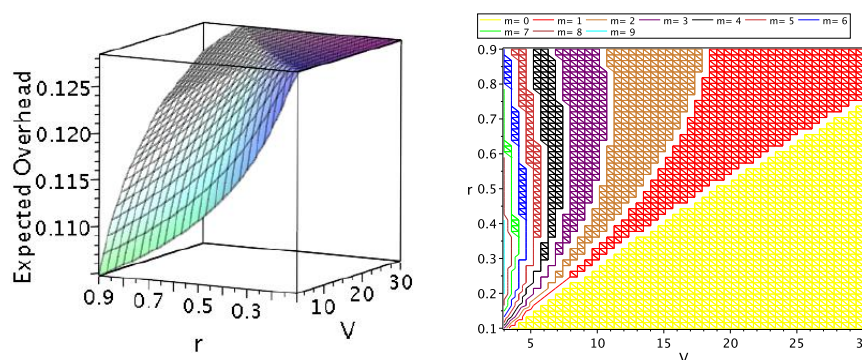 Expected Overhead
0.125
0.120
0.115
0.110
0.9
0.7
0.5
0.3
r
10
20
30
V
m= 0 m= 1 m= 2 m= 3 m= 4 m= 5 m= 6
m= 7 m= 8 m= 9
0.9
0.8
0.7
0.6
r
0.5
0.4
0.3
0.2
0.1
5 10 15 20 25 30
V